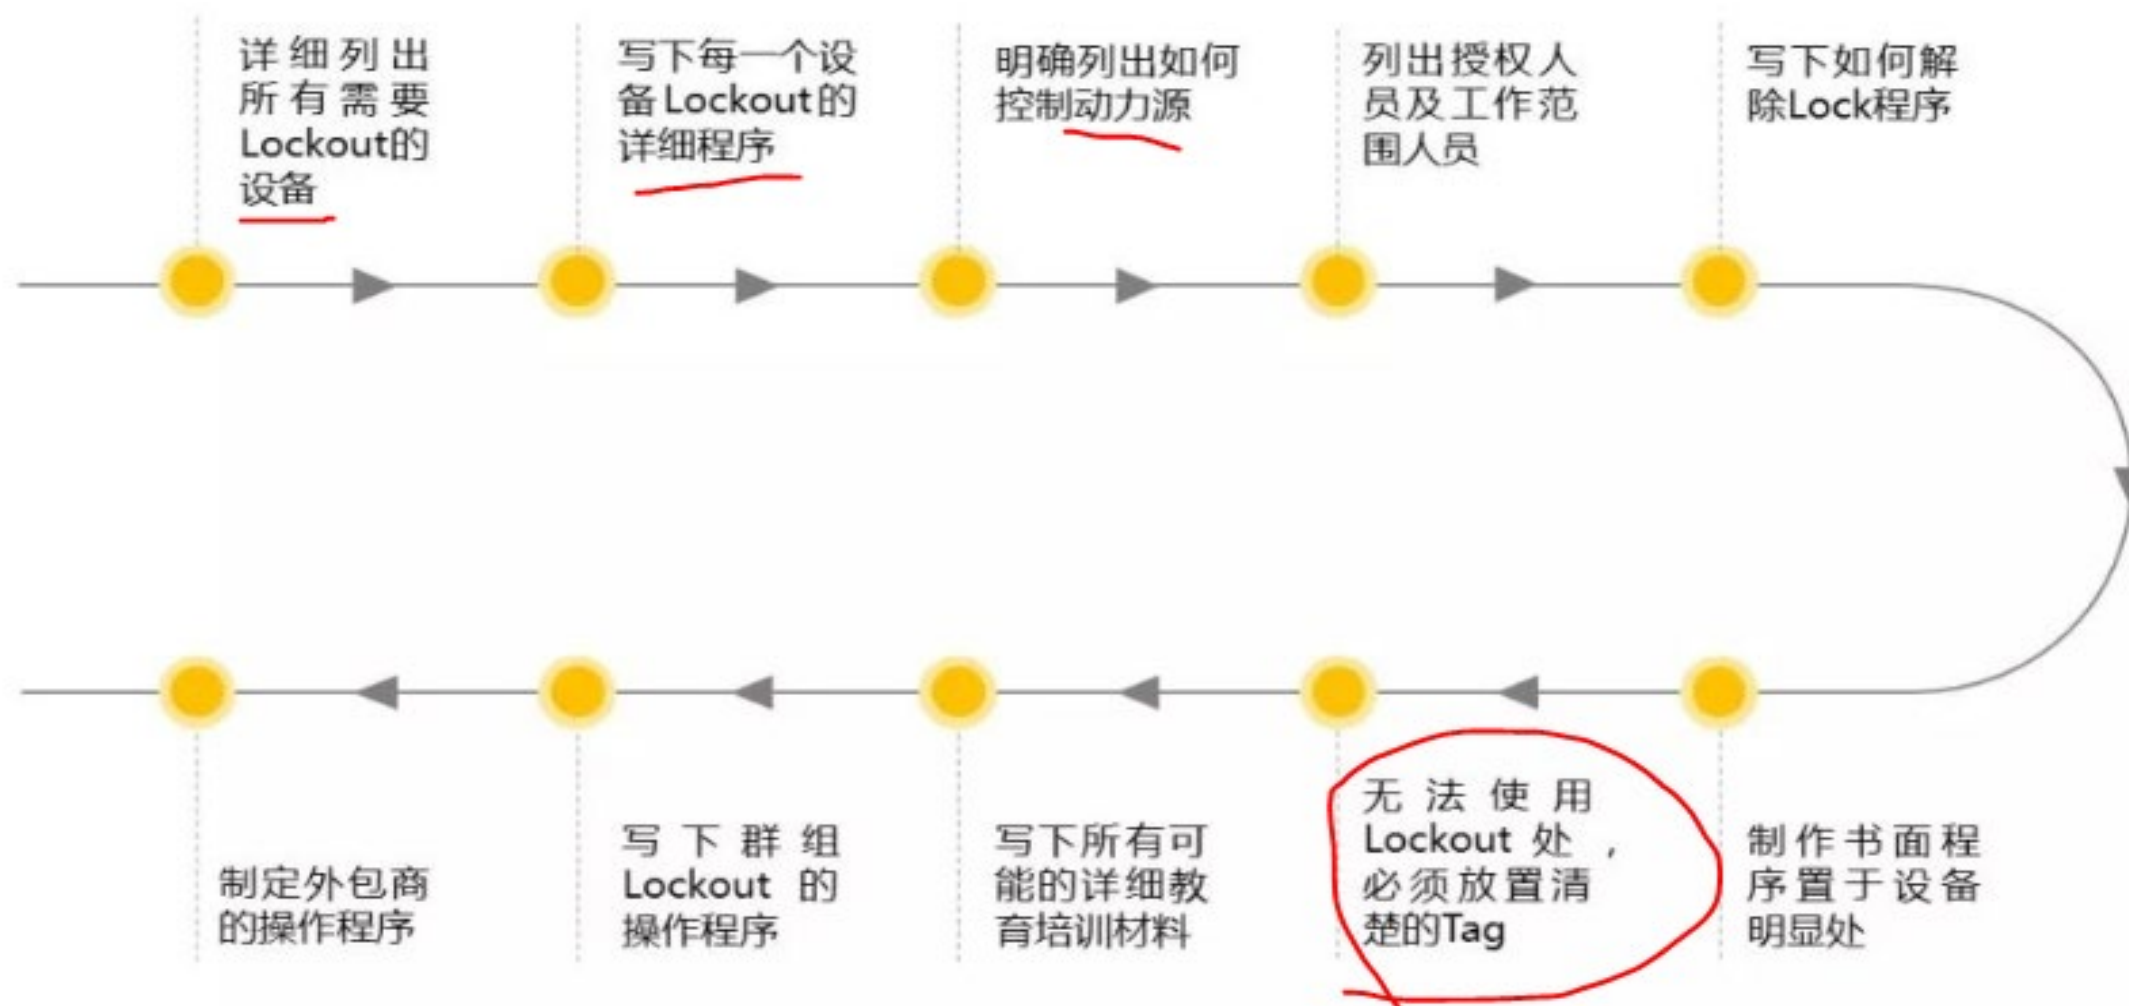 详细列出
所有需要
Lockout的
设备
写下每一个设
备Lockout的
详细程序
明确列出如何
控制动力源
列出授权人
员及工作范
围人员
写下如何解
除Lock程序
制作书面程
序置于设备
明显处
无法使用
Lockout处，
必须放置清
楚的Tag
写下所有可
能的详细教
育培训材料
写下群组
Lockout的
操作程序
制定外包商
的操作程序